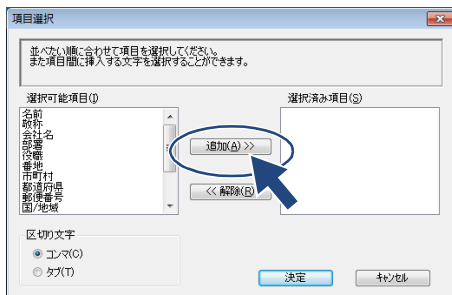 項目選択
並べたい順に合わせて項目を選択してください。
また項目間に挿入する文字を選択することができます。
選択可能項目(I)
名前
敬称
会社名
部署
役職
番地
市町村
都道府県
郵便番号
国/地域
追加(A) >>
<< 解除(R)
選択済み項目(S)
区切り文字
コンマ(C)
タブ(T)
決定
キャンセル